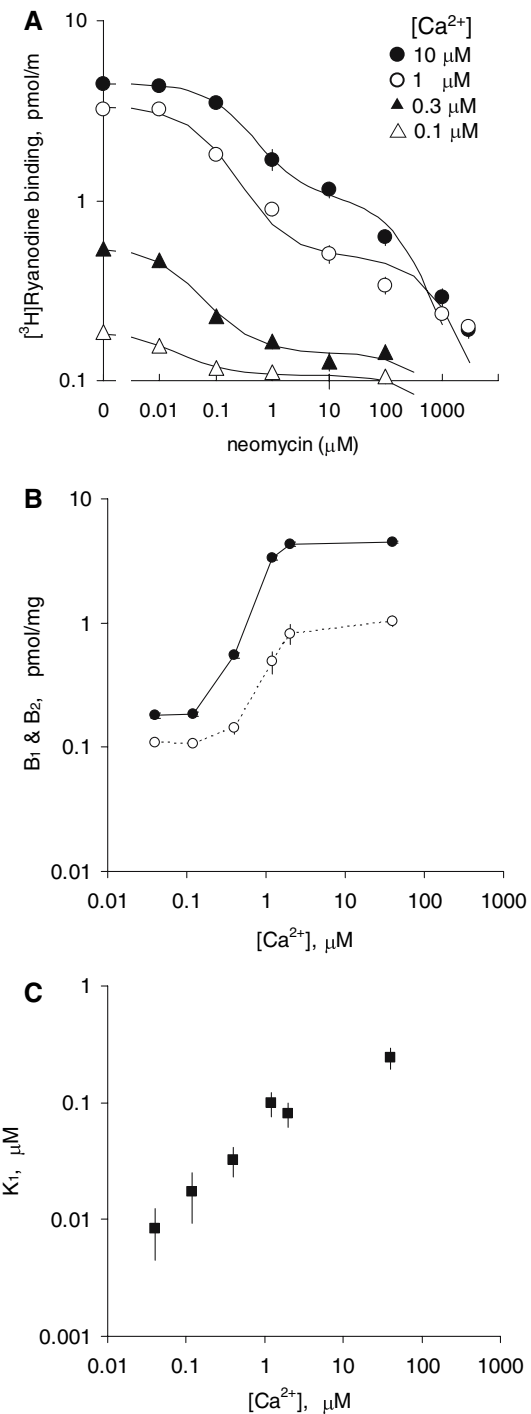 A
[³H]Ryanodine binding, pmol/m
10
1
0.1
[Ca²⁺]
10 μM
1 μM
0.3 μM
0.1 μM
0 0.01 0.1 1 10 100 1000
neomycin (μM)
B
B₁ & B₂, pmol/mg
10
1
0.1
0.01
0.01 0.1 1 10 100 1000
[Ca²⁺], μM
C
K₁, μM
1
0.1
0.01
0.001
0.01 0.1 1 10 100 1000
[Ca²⁺], μM